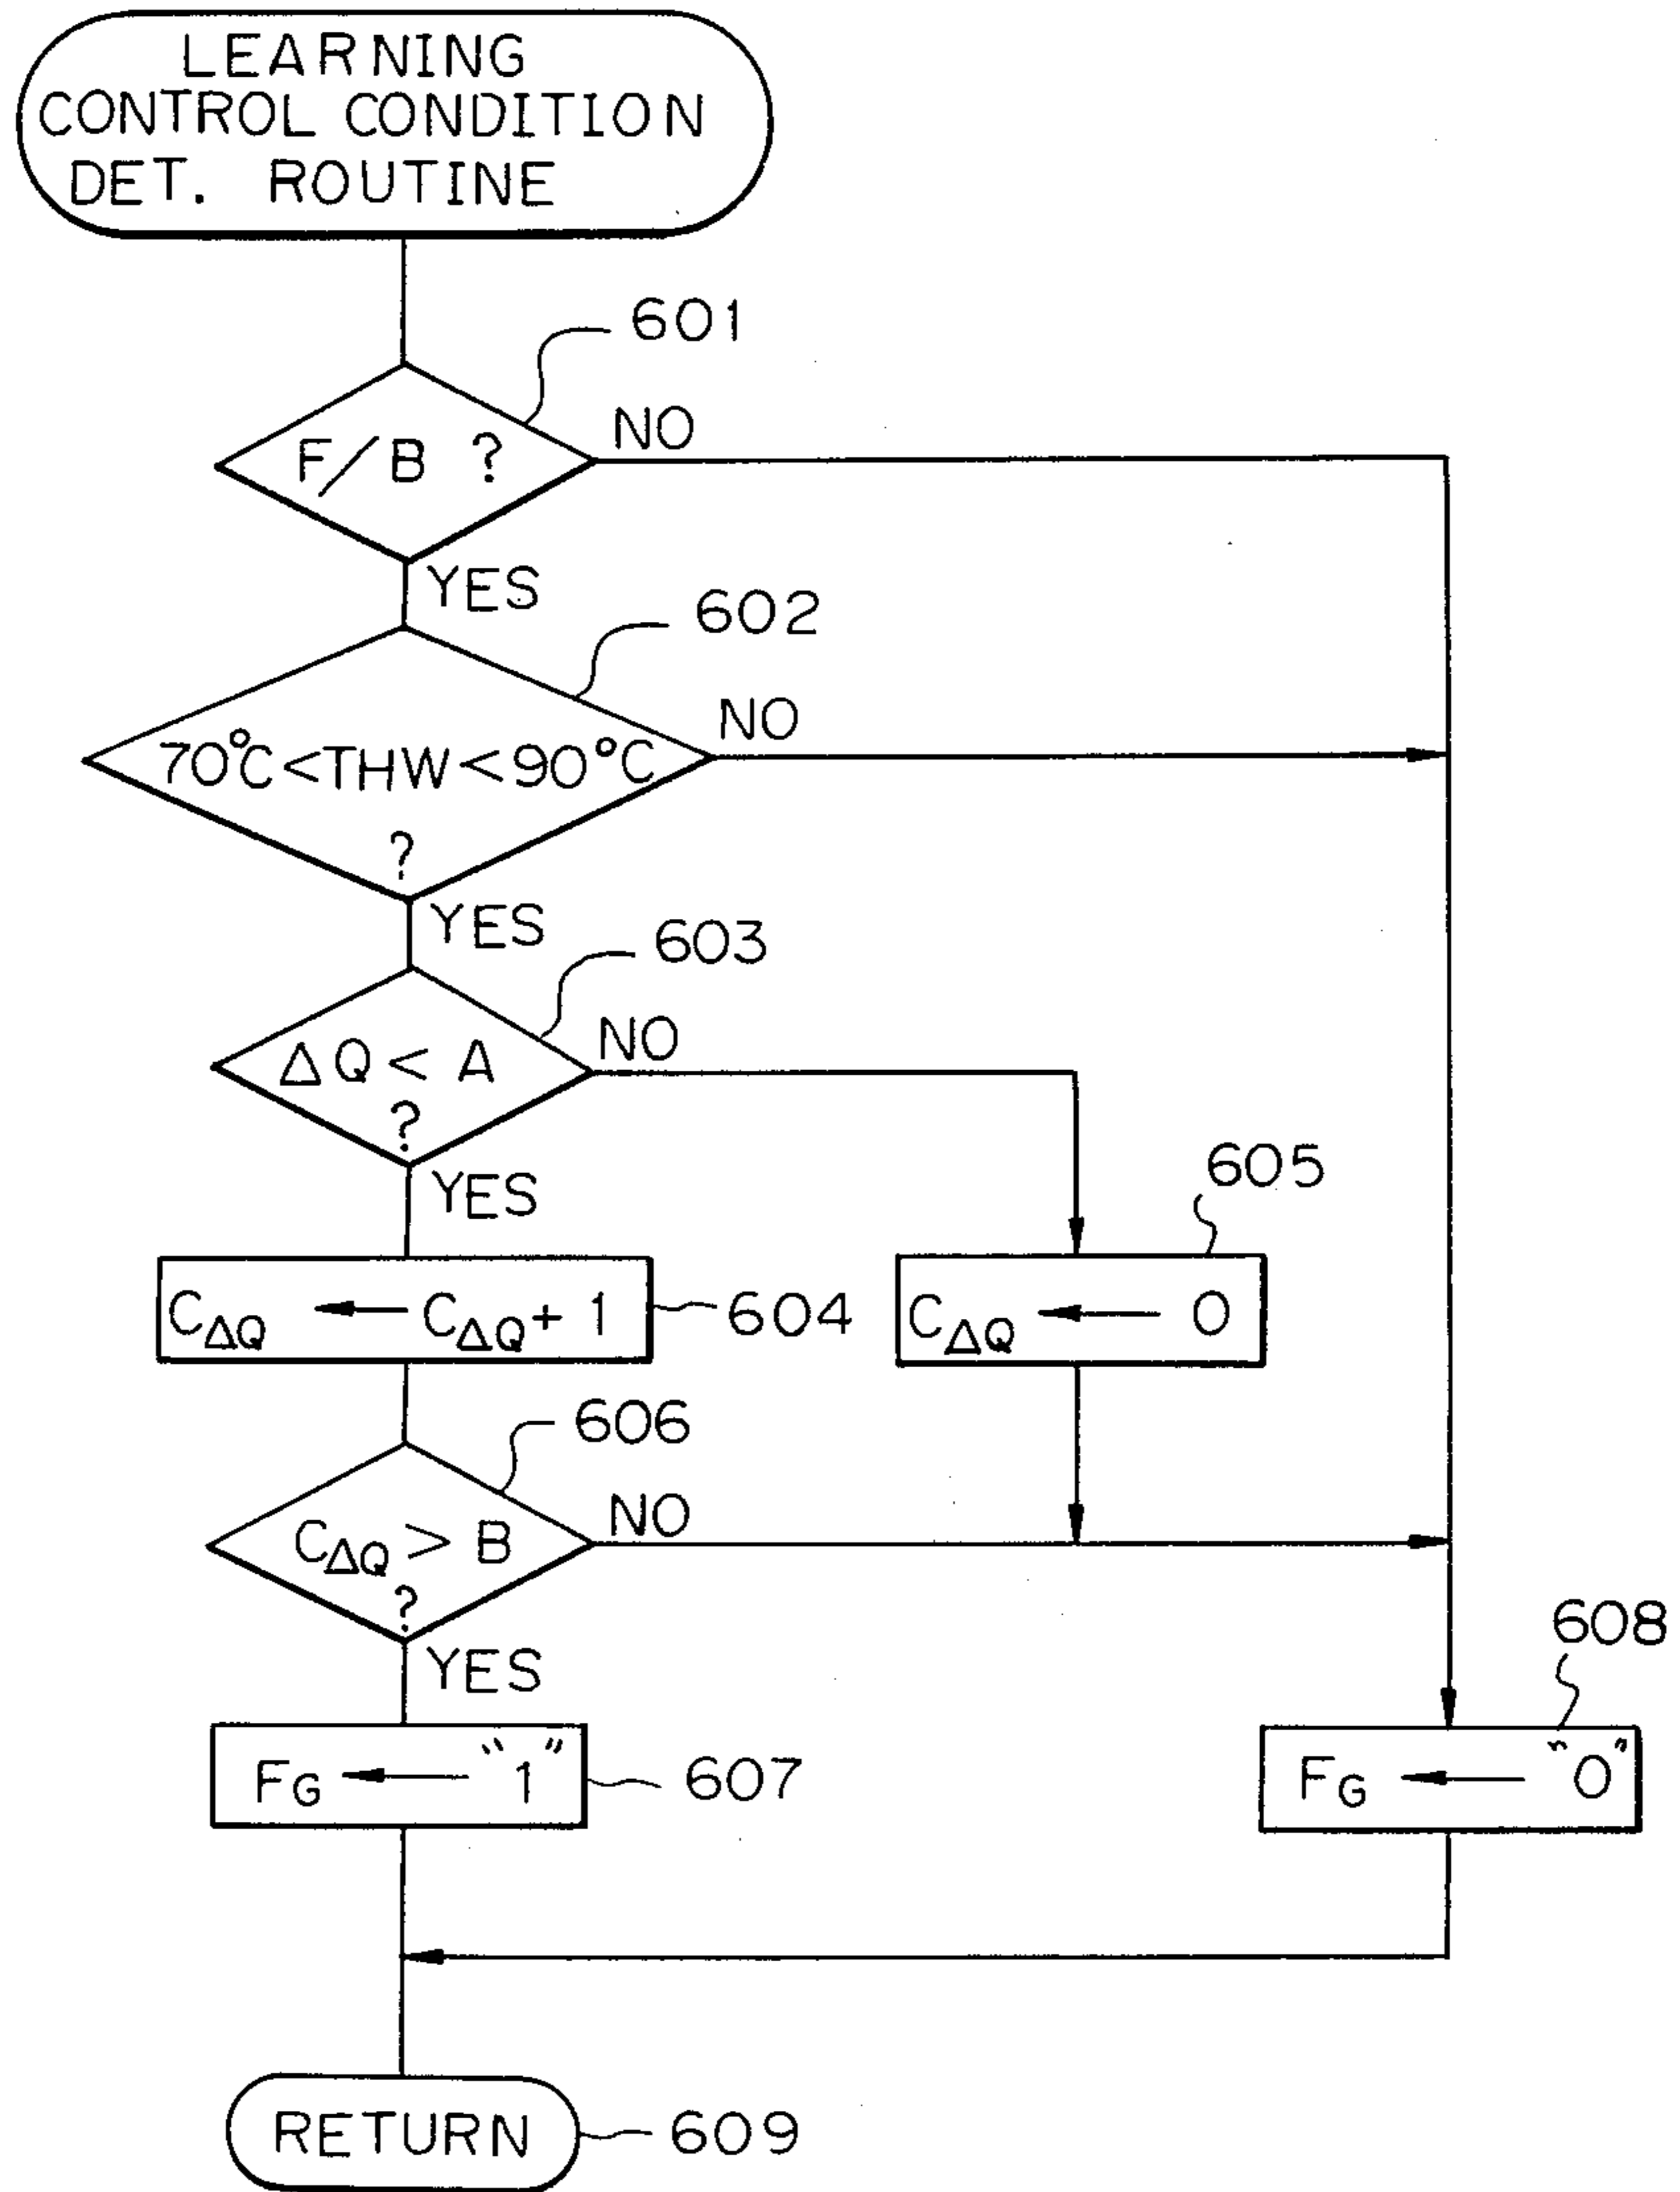 LEARNING
CONTROL CONDITION
DET. ROUTINE
601
F/B ?
NO
YES
602
70°C<THW<90°C
?
NO
YES
603
ΔQ < A
?
NO
YES
605
C_ΔQ ← C_ΔQ + 1
604
C_ΔQ ← 0
606
C_ΔQ > B
?
NO
YES
608
F_G ← "1"
607
F_G ← "0"
RETURN
609